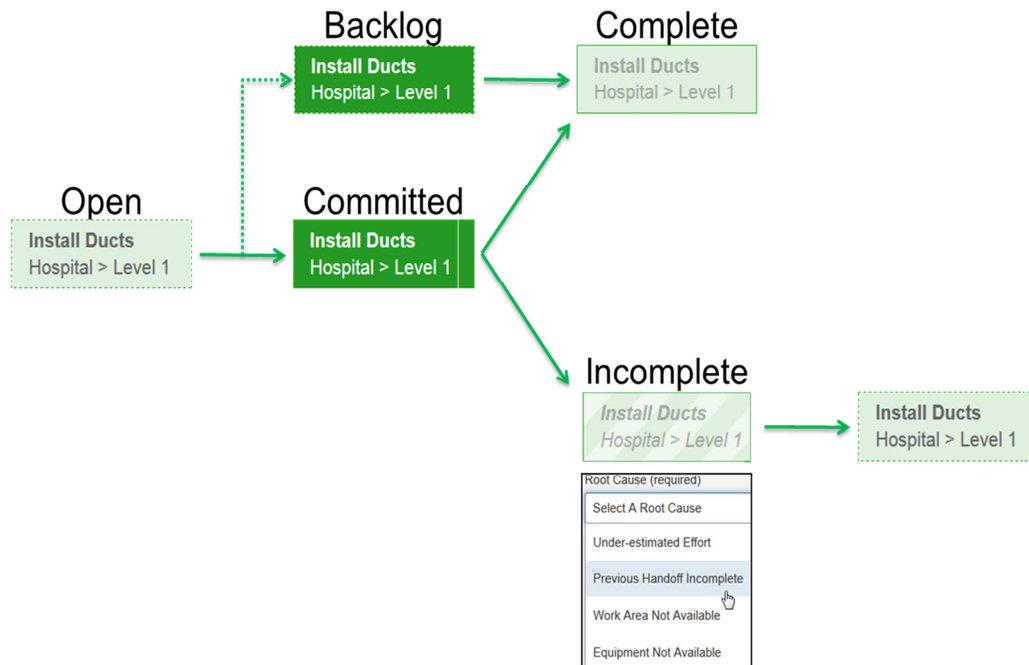 Backlog
Install Ducts
Hospital > Level 1
Complete
Install Ducts
Hospital > Level 1
Open
Install Ducts
Hospital > Level 1
Committed
Install Ducts
Hospital > Level 1
Incomplete
Install Ducts
Hospital > Level 1
Install Ducts
Hospital > Level 1
Root Cause (required)
Select A Root Cause
Under-estimated Effort
Previous Handoff Incomplete
Work Area Not Available
Equipment Not Available